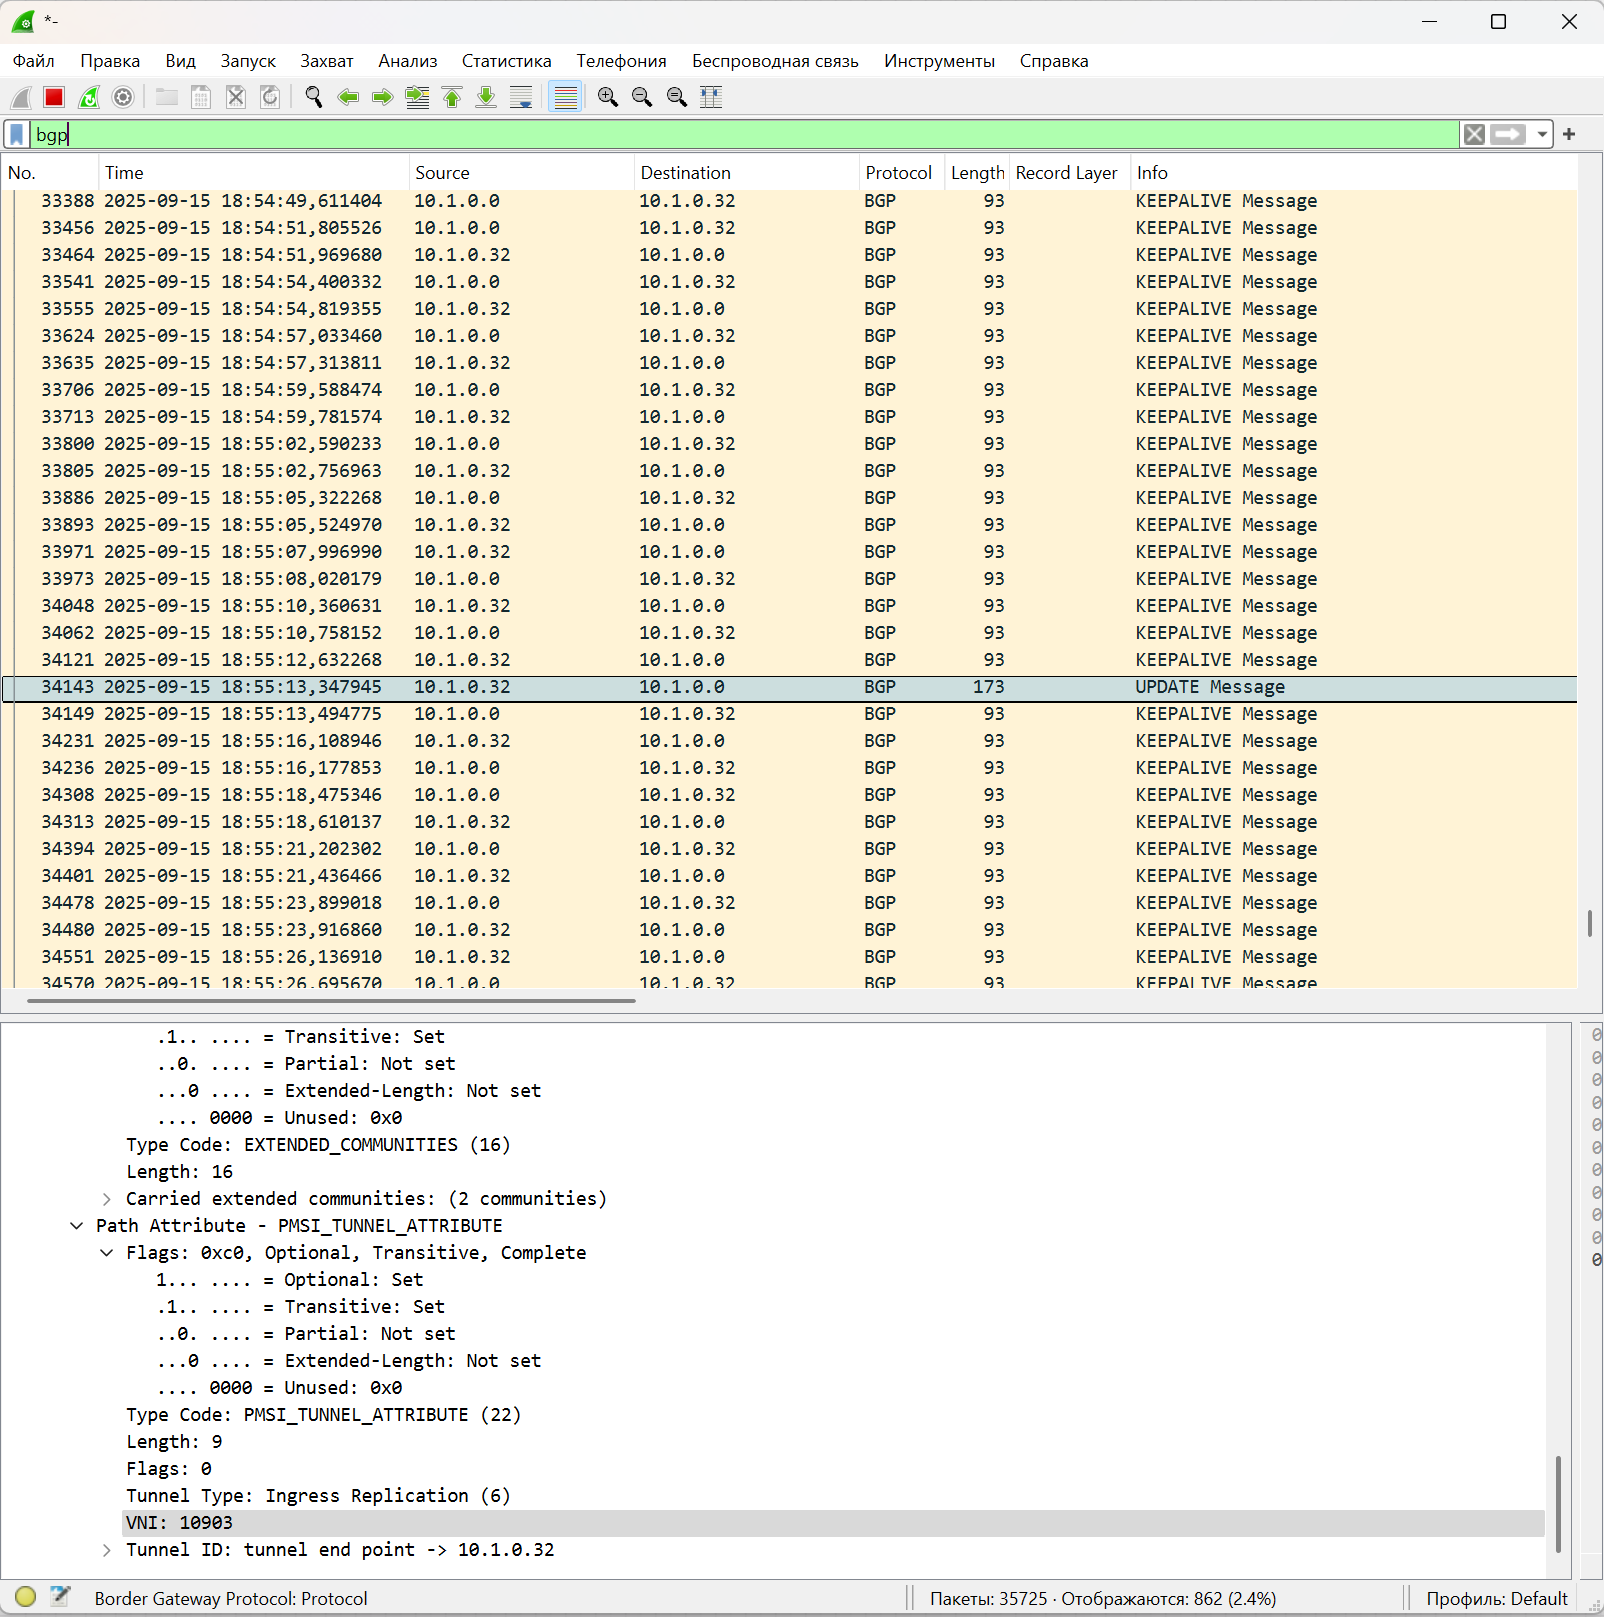 *-
Файл Правка Вид Запуск Захват Анализ Статистика Телефония Беспроводная связь Инструменты Справка
bgp
No. Time Source Destination Protocol Length Record Layer Info
33388 2025-09-15 18:54:49,611404 10.1.0.0 10.1.0.32 BGP 93 KEEPALIVE Message
33456 2025-09-15 18:54:51,805526 10.1.0.0 10.1.0.32 BGP 93 KEEPALIVE Message
33464 2025-09-15 18:54:51,969680 10.1.0.32 10.1.0.0 BGP 93 KEEPALIVE Message
33541 2025-09-15 18:54:54,400332 10.1.0.0 10.1.0.32 BGP 93 KEEPALIVE Message
33555 2025-09-15 18:54:54,819355 10.1.0.32 10.1.0.0 BGP 93 KEEPALIVE Message
33624 2025-09-15 18:54:57,033460 10.1.0.0 10.1.0.32 BGP 93 KEEPALIVE Message
33635 2025-09-15 18:54:57,313811 10.1.0.32 10.1.0.0 BGP 93 KEEPALIVE Message
33706 2025-09-15 18:54:59,588474 10.1.0.0 10.1.0.32 BGP 93 KEEPALIVE Message
33713 2025-09-15 18:54:59,781574 10.1.0.32 10.1.0.0 BGP 93 KEEPALIVE Message
33800 2025-09-15 18:55:02,590233 10.1.0.0 10.1.0.32 BGP 93 KEEPALIVE Message
33805 2025-09-15 18:55:02,756963 10.1.0.32 10.1.0.0 BGP 93 KEEPALIVE Message
33886 2025-09-15 18:55:05,322268 10.1.0.0 10.1.0.32 BGP 93 KEEPALIVE Message
33893 2025-09-15 18:55:05,524970 10.1.0.32 10.1.0.0 BGP 93 KEEPALIVE Message
33971 2025-09-15 18:55:07,996990 10.1.0.32 10.1.0.0 BGP 93 KEEPALIVE Message
33973 2025-09-15 18:55:08,020179 10.1.0.0 10.1.0.32 BGP 93 KEEPALIVE Message
34048 2025-09-15 18:55:10,360631 10.1.0.32 10.1.0.0 BGP 93 KEEPALIVE Message
34062 2025-09-15 18:55:10,758152 10.1.0.0 10.1.0.32 BGP 93 KEEPALIVE Message
34121 2025-09-15 18:55:12,632268 10.1.0.32 10.1.0.0 BGP 93 KEEPALIVE Message
34143 2025-09-15 18:55:13,347945 10.1.0.32 10.1.0.0 BGP 173 UPDATE Message
34149 2025-09-15 18:55:13,494775 10.1.0.0 10.1.0.32 BGP 93 KEEPALIVE Message
34231 2025-09-15 18:55:16,108946 10.1.0.32 10.1.0.0 BGP 93 KEEPALIVE Message
34236 2025-09-15 18:55:16,177853 10.1.0.0 10.1.0.32 BGP 93 KEEPALIVE Message
34308 2025-09-15 18:55:18,475346 10.1.0.0 10.1.0.32 BGP 93 KEEPALIVE Message
34313 2025-09-15 18:55:18,610137 10.1.0.32 10.1.0.0 BGP 93 KEEPALIVE Message
34394 2025-09-15 18:55:21,202302 10.1.0.0 10.1.0.32 BGP 93 KEEPALIVE Message
34401 2025-09-15 18:55:21,436466 10.1.0.32 10.1.0.0 BGP 93 KEEPALIVE Message
34478 2025-09-15 18:55:23,899018 10.1.0.0 10.1.0.32 BGP 93 KEEPALIVE Message
34480 2025-09-15 18:55:23,916860 10.1.0.32 10.1.0.0 BGP 93 KEEPALIVE Message
34551 2025-09-15 18:55:26,136910 10.1.0.32 10.1.0.0 BGP 93 KEEPALIVE Message
34570 2025-09-15 18:55:26,695670 10.1.0.0 10.1.0.32 BGP 93 KEEPALIVE Message
.1.. .... = Transitive: Set
..0. .... = Partial: Not set
...0 .... = Extended-Length: Not set
.... 0000 = Unused: 0x0
Type Code: EXTENDED_COMMUNITIES (16)
Length: 16
Carried extended communities: (2 communities)
Path Attribute - PMSI_TUNNEL_ATTRIBUTE
Flags: 0xc0, Optional, Transitive, Complete
1... .... = Optional: Set
.1.. .... = Transitive: Set
..0. .... = Partial: Not set
...0 .... = Extended-Length: Not set
.... 0000 = Unused: 0x0
Type Code: PMSI_TUNNEL_ATTRIBUTE (22)
Length: 9
Flags: 0
Tunnel Type: Ingress Replication (6)
VNI: 10903
Tunnel ID: tunnel end point -> 10.1.0.32
0
0
0
0
0
0
0
0
0
0
0
Border Gateway Protocol: Protocol Пакеты: 35725 · Отображаются: 862 (2.4%) Профиль: Default